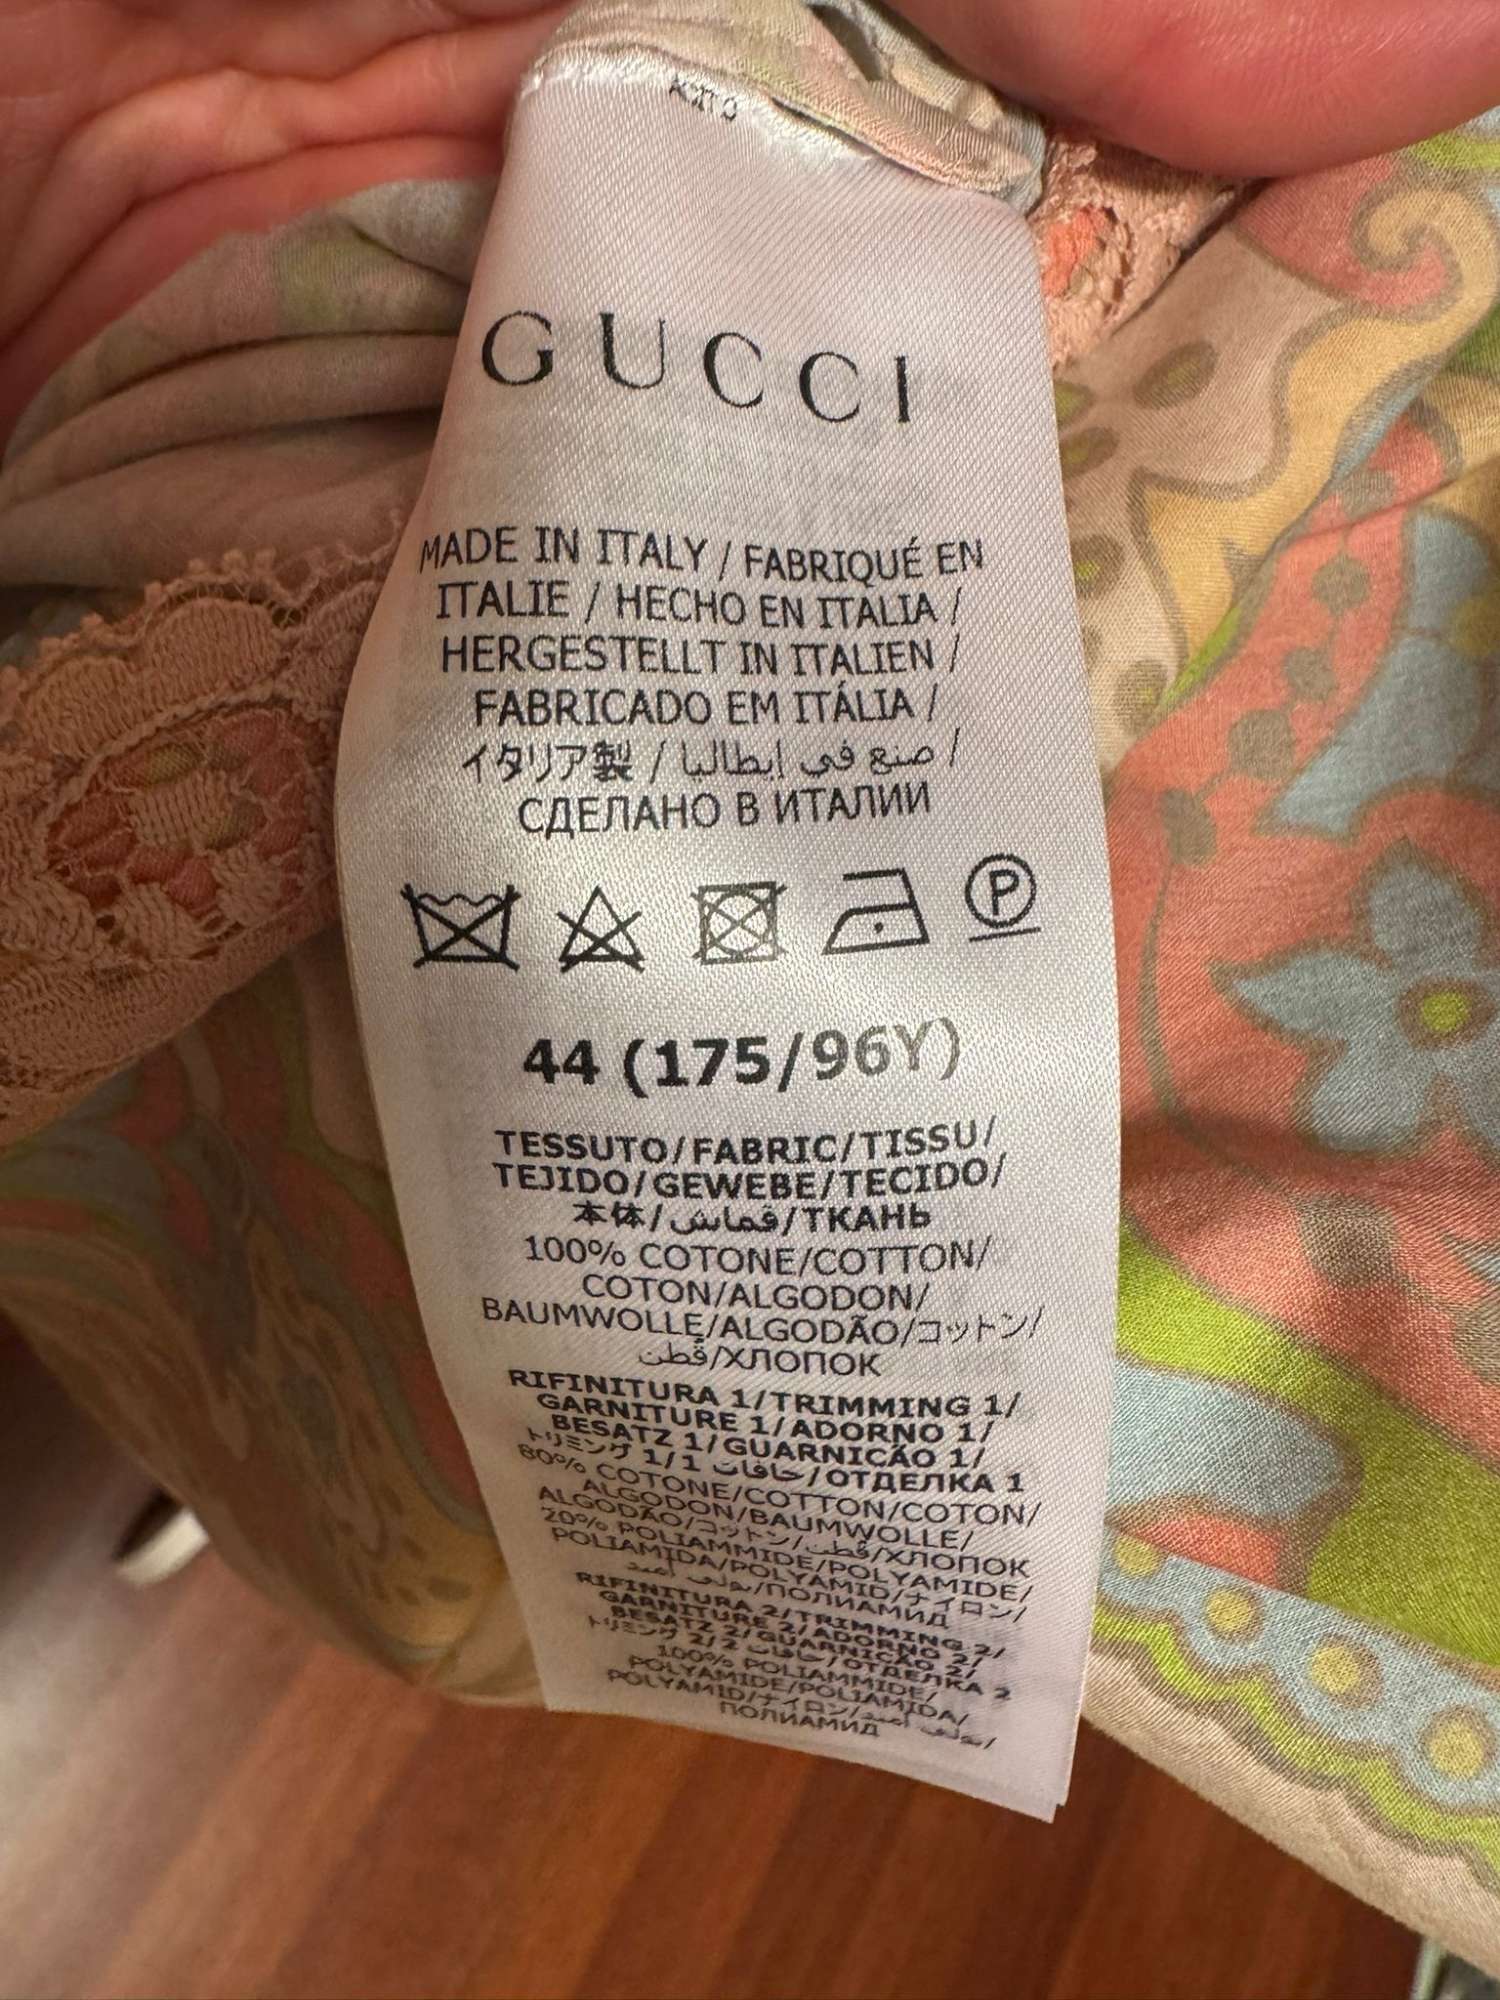 GUCCI
MADE IN ITALY / FABRIQUÉ EN
ITALIE / HECHO EN ITALIA /
HERGESTELLT IN ITALIEN /
FABRICADO EM ITÁLIA /
イタリア製 / صنع في إيطاليا /
СДЕЛАНО В ИТАЛИИ
P
44 (175/96Y)
TESSUTO/FABRIC/TISSU/
TEJIDO/GEWEBE/TECIDO/
本体/قماش/ТКАНЬ
100% COTONE/COTTON/
COTON/ALGODON/
BAUMWOLLE/ALGODÃO/コットン/
قطن/ХЛОПОК
RIFINITURA 1/TRIMMING 1/
GARNITURE 1/ADORNO 1/
BESATZ 1/GUARNICÃO 1/
トリミング 1/1 حافات/ОТДЕЛКА 1
80% COTONE/COTTON/COTON/
ALGODON/BAUMWOLLE/
ALGODÃO/コットン/قطن/ХЛОПОК
20% POLIAMMIDE/POLYAMIDE/
POLIAMIDA/POLYAMID/ナイロン/
بولي أميد/ПОЛИАМИД
RIFINITURA 2/TRIMMING 2/
GARNITURE 2/ADORNO 2/
BESATZ 2/GUARNICÃO 2/
トリミング 2/2 حافات/ОТДЕЛКА 2
100% POLIAMMIDE/
POLYAMIDE/POLIAMIDA/
POLYAMID/ナイロン/بولي أميد/
ПОЛИАМИД